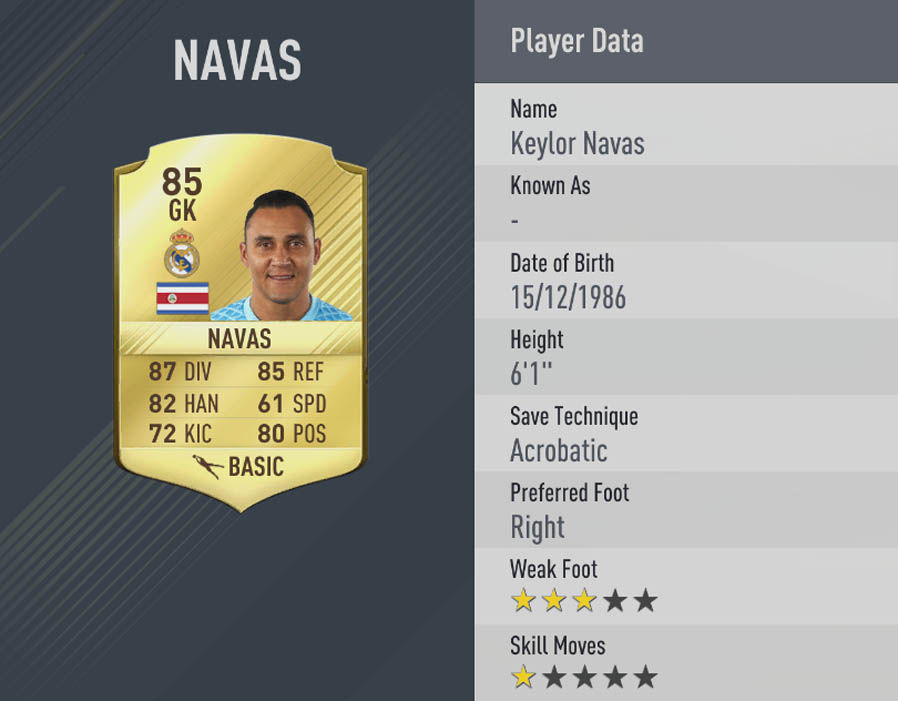 NAVAS
85
GK
NAVAS
87 DIV 85 REF
82 HAN 61 SPD
72 KIC 80 POS
BASIC
Player Data
Name
Keylor Navas
Known As
-
Date of Birth
15/12/1986
Height
6'1''
Save Technique
Acrobatic
Preferred Foot
Right
Weak Foot
Skill Moves